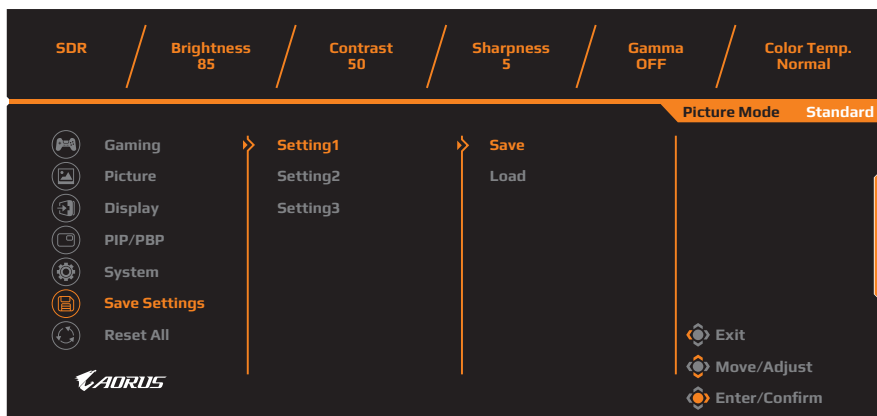 SDR Brightness Contrast Sharpness Gamma Color Temp.
85 50 5 OFF Normal
Picture Mode Standard
Gaming Setting1 Save
Picture Setting2 Load
Display Setting3
PIP/PBP
System
Save Settings
Reset All
Exit
AORUS
Move/Adjust
Enter/Confirm